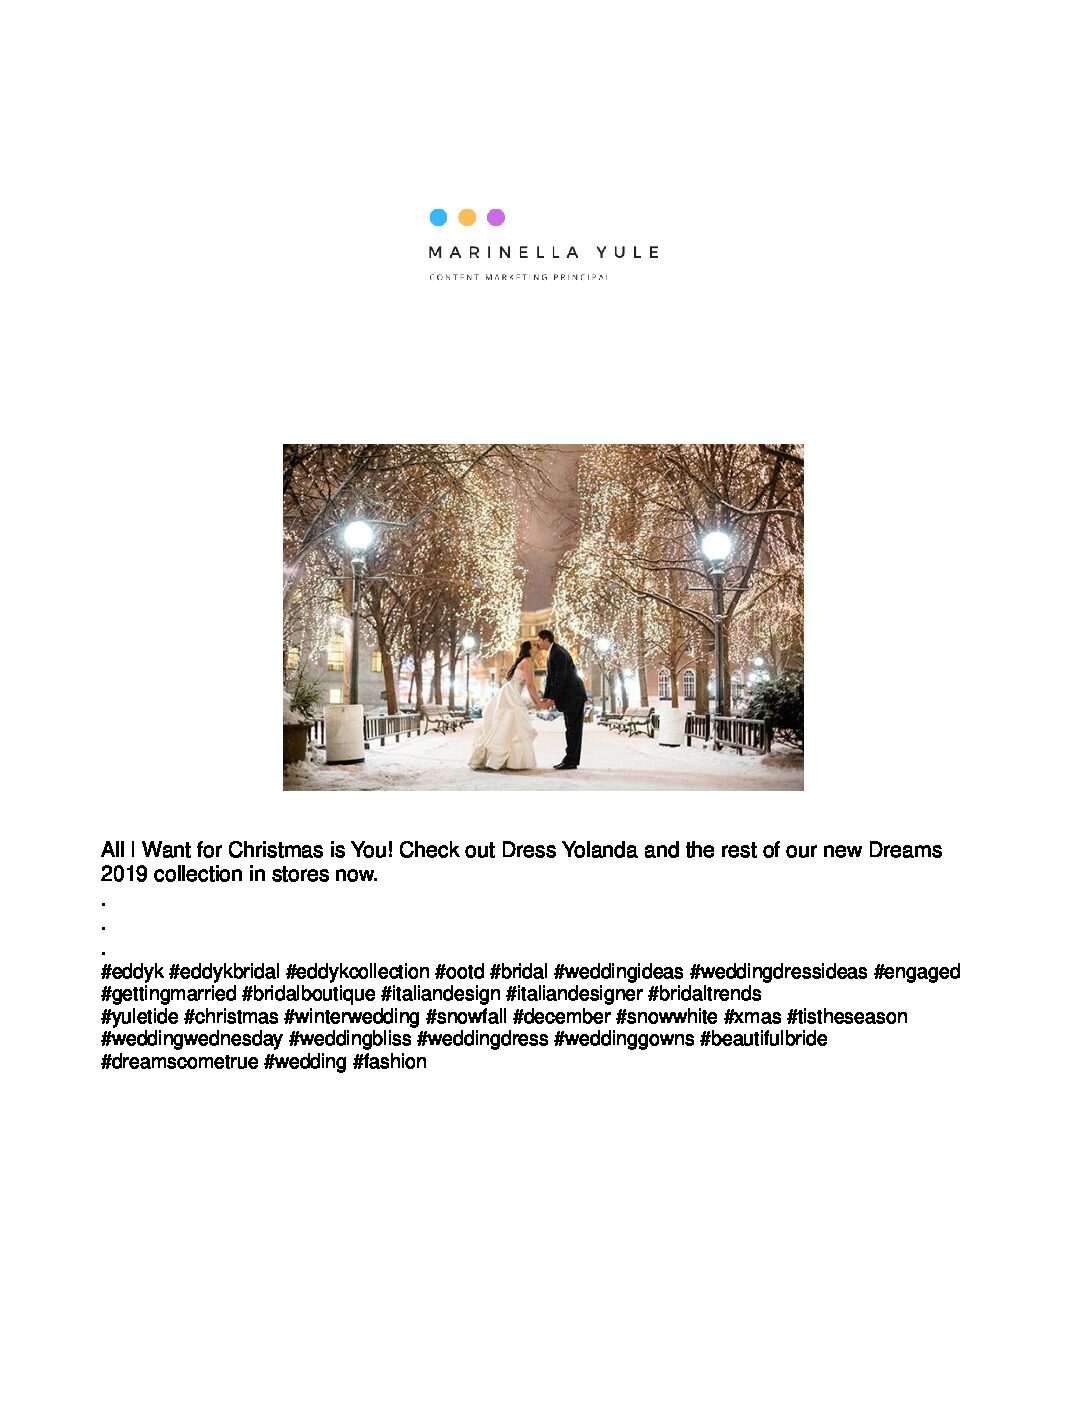 MARINELLA YULE
CONTENT MARKETING PRINCIPAL
All I Want for Christmas is You! Check out Dress Yolanda and the rest of our new Dreams
2019 collection in stores now.
.
.
.
#eddyk #eddykbridal #eddykcollection #ootd #bridal #weddingideas #weddingdressideas #engaged
#gettingmarried #bridalboutique #italiandesign #italiandesigner #bridaltrends
#yuletide #christmas #winterwedding #snowfall #december #snowwhite #xmas #tistheseason
#weddingwednesday #weddingbliss #weddingdress #weddinggowns #beautifulbride
#dreamscometrue #wedding #fashion